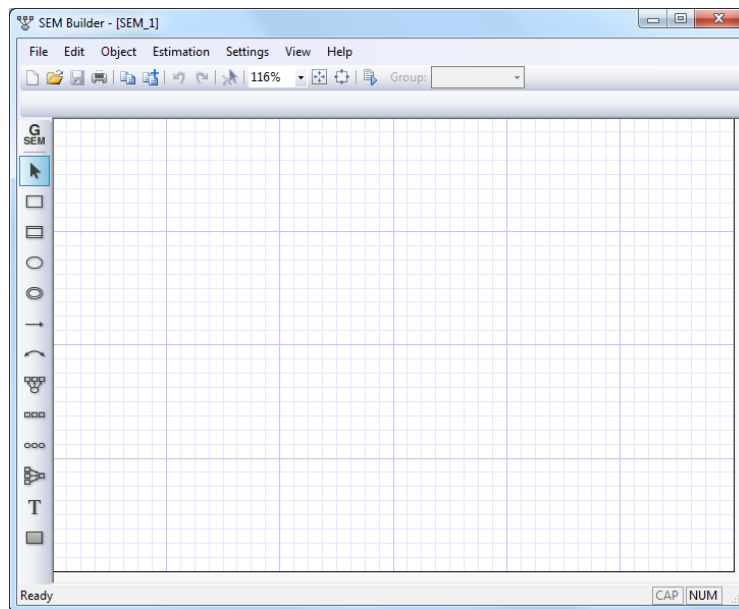 SEM Builder - [SEM_1]
File Edit Object Estimation Settings View Help
116% Group:
G
SEM
T
Ready CAP NUM